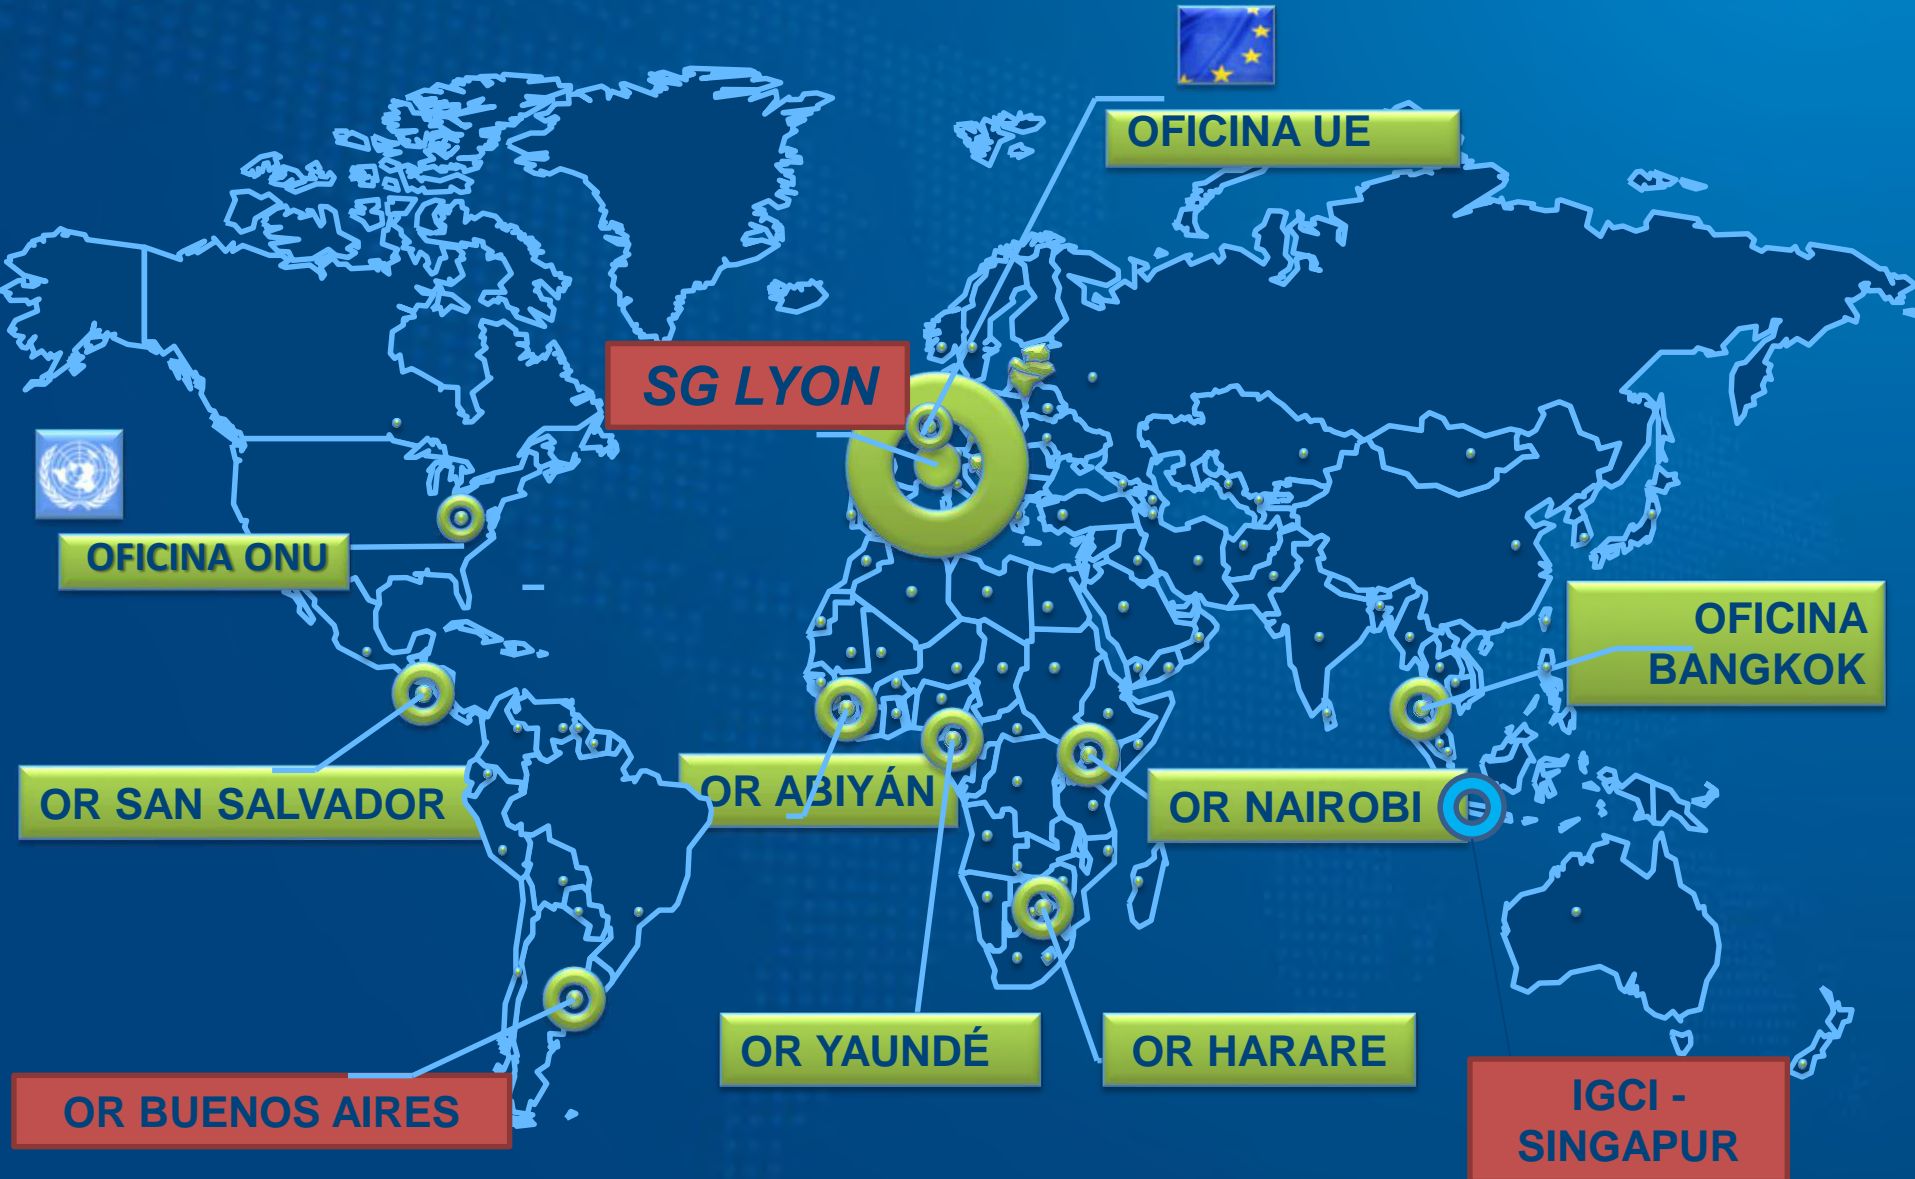 OFICINA UE
SG LYON
OFICINA ONU
OFICINA
BANGKOK
OR SAN SALVADOR
OR ABIYÁN
OR NAIROBI
OR YAUNDÉ
OR HARARE
OR BUENOS AIRES
IGCI -
SINGAPUR